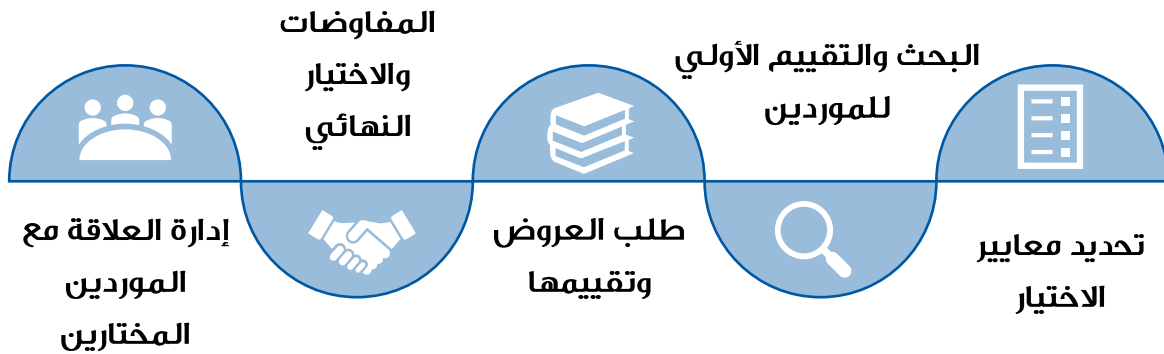 تحديد معايير
الاختيار
البحث والتقييم الأولي
للموردين
طلب العروض
وتقييمها
المفاوضات
والاختيار
النهائي
إدارة العلاقة مع
الموردين
المختارين